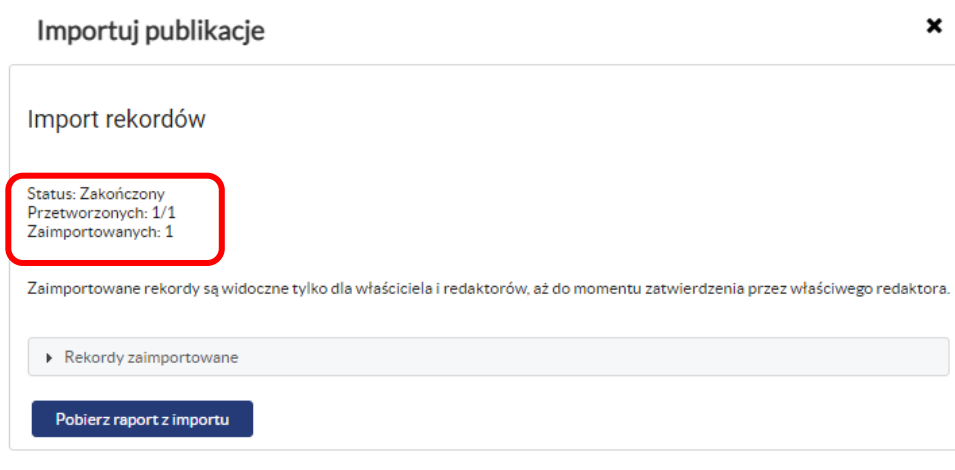 Importuj publikacje
Import rekordów
Status: Zakończony
Przetworzonych: 1/1
Zaimportowanych: 1
Zaimportowane rekordy są widoczne tylko dla właściciela i redaktorów, aż do momentu zatwierdzenia przez właściwego redaktora.
Rekordy zaimportowane
Pobierz raport z importu